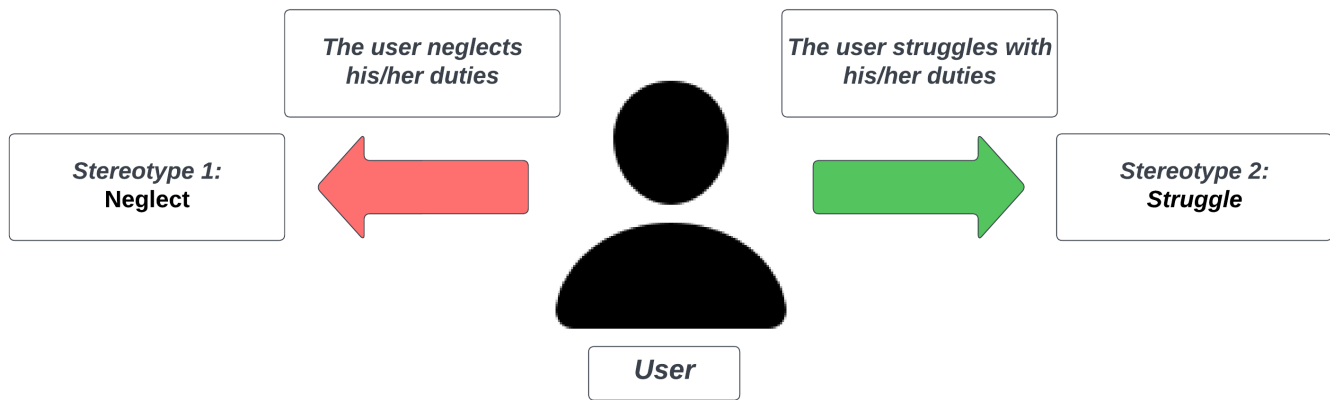 The user neglects
his/her duties
The user struggles with
his/her duties
Stereotype 1:
Neglect
Stereotype 2:
Struggle
User